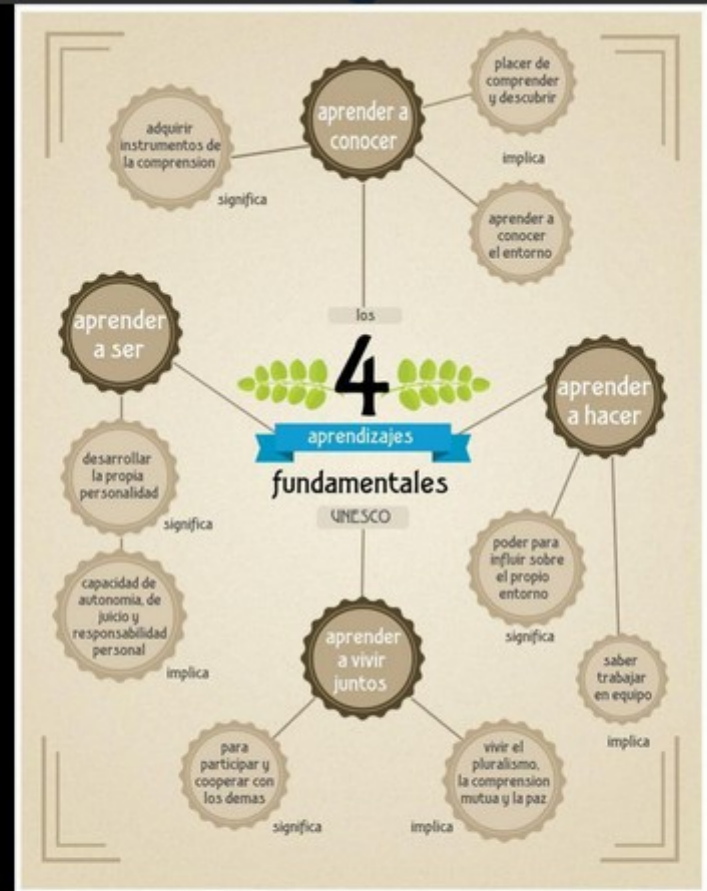 placer de
comprender
y descubrir
aprender a
conocer
adquirir
instrumentos de
la comprension
implica
significa
aprender a
conocer
el entorno
aprender
a ser
los
4
aprendizajes
fundamentales
UNESCO
aprender
a hacer
desarrollar
la propia
personalidad
significa
capacidad de
autonomia, de
juicio y
responsabilidad
personal
implica
poder para
influir sobre
el propio
entorno
significa
saber
trabajar
en equipo
implica
aprender
a vivir
juntos
para
participar y
cooperar con
los demas
significa
vivir el
pluralismo,
la comprension
mutua y la paz
implica